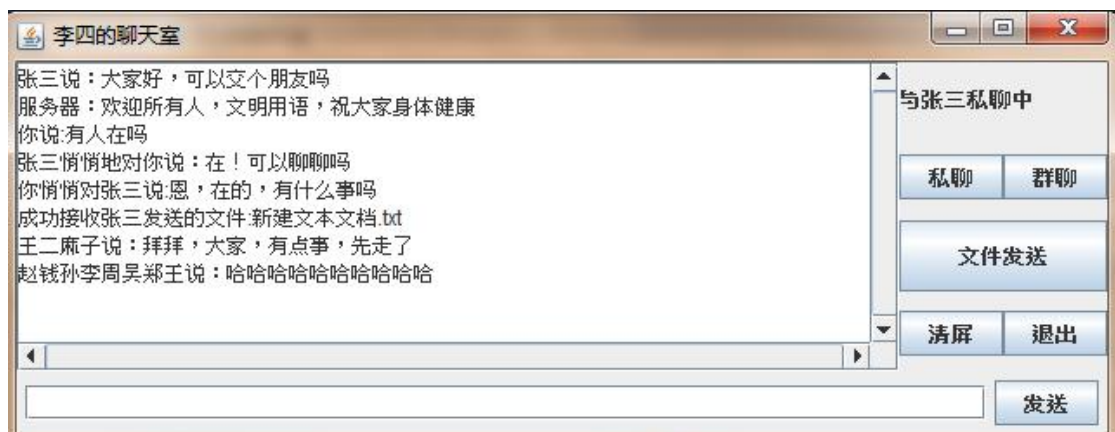 李四的聊天室
张三说：大家好，可以交个朋友吗
服务器：欢迎所有人，文明用语，祝大家身体健康
你说:有人在吗
张三悄悄地对你说：在！可以聊聊吗
你悄悄对张三说:恩，在的，有什么事吗
成功接收张三发送的文件:新建文本文档.txt
王二麻子说：拜拜，大家，有点事，先走了
赵钱孙李周吴郑王说：哈哈哈哈哈哈哈哈哈哈
与张三私聊中
私聊 群聊
文件发送
清屏 退出
发送